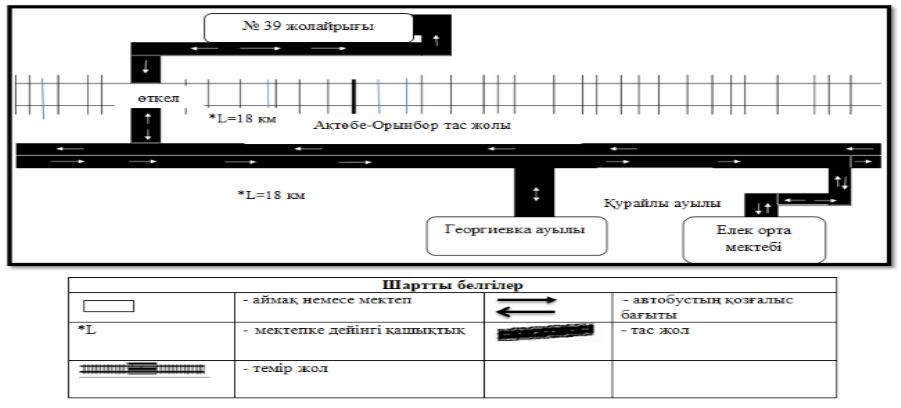 № 39 жолайрығы
өткел
*L=18 км
Ақтөбе-Орынбор тас жолы
*L=18 км
Құрайлы ауылы
Георгиевка ауылы
Елек орта
мектебі
Шартты белгілер
- аймақ немесе мектеп
- автобустың қозғалыс
бағыты
*L
- мектепке дейінгі қашықтық
- тас жол
- темір жол